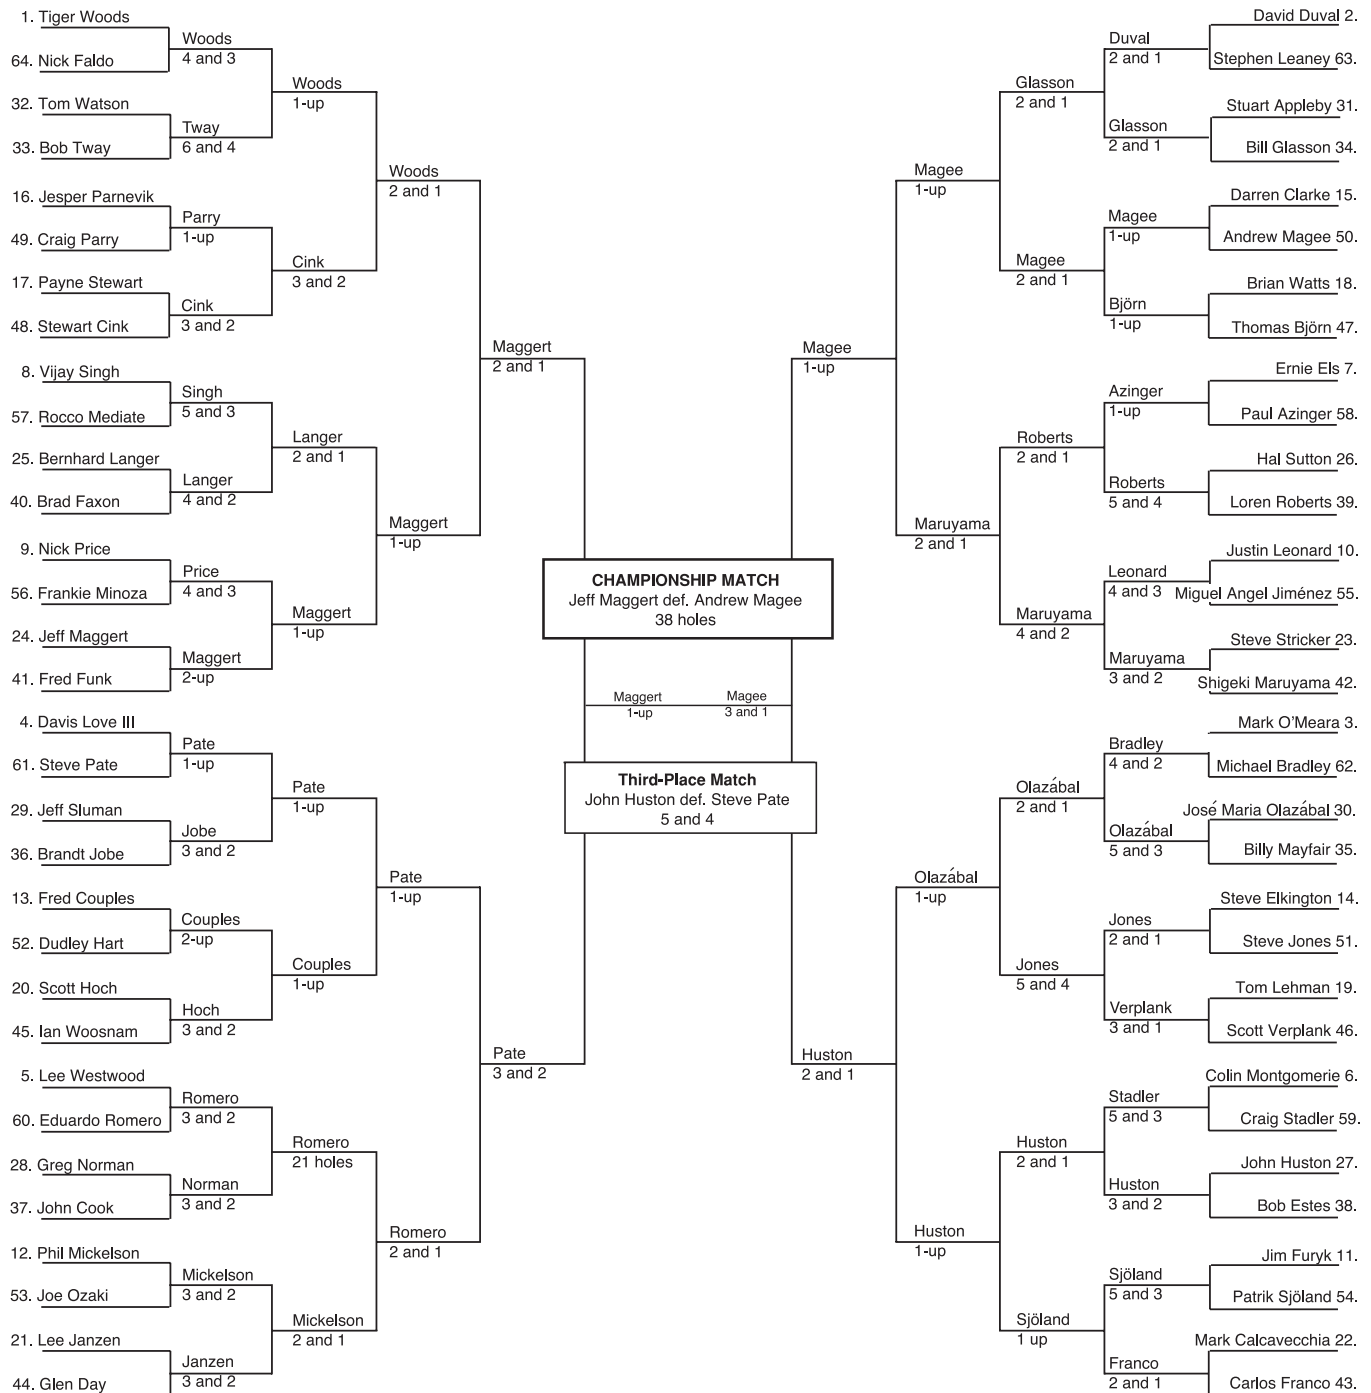 1. Tiger Woods
64. Nick Faldo
32. Tom Watson
33. Bob Tway
16. Jesper Parnevik
49. Craig Parry
17. Payne Stewart
48. Stewart Cink
8. Vijay Singh
57. Rocco Mediate
25. Bernhard Langer
40. Brad Faxon
9. Nick Price
56. Frankie Minoza
24. Jeff Maggert
41. Fred Funk
4. Davis Love III
61. Steve Pate
29. Jeff Sluman
36. Brandt Jobe
13. Fred Couples
52. Dudley Hart
20. Scott Hoch
45. Ian Woosnam
5. Lee Westwood
60. Eduardo Romero
28. Greg Norman
37. John Cook
12. Phil Mickelson
53. Joe Ozaki
21. Lee Janzen
44. Glen Day
Woods
4 and 3
Tway
6 and 4
Parry
1-up
Cink
3 and 2
Singh
5 and 3
Langer
4 and 2
Price
4 and 3
Maggert
2-up
Pate
1-up
Jobe
3 and 2
Couples
2-up
Hoch
3 and 2
Romero
3 and 2
Norman
3 and 2
Mickelson
3 and 2
Janzen
3 and 2
Woods
1-up
Cink
3 and 2
Langer
2 and 1
Maggert
1-up
Pate
1-up
Couples
1-up
Romero
21 holes
Mickelson
2 and 1
Woods
2 and 1
Maggert
1-up
Pate
1-up
Romero
2 and 1
Maggert
2 and 1
Pate
3 and 2
CHAMPIONSHIP MATCH
Jeff Maggert def. Andrew Magee
38 holes
Maggert
1-up
Magee
3 and 1
Third-Place Match
John Huston def. Steve Pate
5 and 4
Magee
1-up
Huston
2 and 1
Magee
1-up
Maruyama
2 and 1
Olazábal
1-up
Huston
1-up
Glasson
2 and 1
Magee
2 and 1
Roberts
2 and 1
Maruyama
4 and 2
Olazábal
2 and 1
Jones
5 and 4
Huston
2 and 1
Sjöland
1 up
Duval
2 and 1
Glasson
2 and 1
Magee
1-up
Björn
1-up
Azinger
1-up
Roberts
5 and 4
Leonard
4 and 3
Maruyama
3 and 2
Bradley
4 and 2
Olazábal
5 and 3
Jones
2 and 1
Verplank
3 and 1
Stadler
5 and 3
Huston
3 and 2
Sjöland
5 and 3
Franco
2 and 1
David Duval 2.
Stephen Leaney 63.
Stuart Appleby 31.
Bill Glasson 34.
Darren Clarke 15.
Andrew Magee 50.
Brian Watts 18.
Thomas Björn 47.
Ernie Els 7.
Paul Azinger 58.
Hal Sutton 26.
Loren Roberts 39.
Justin Leonard 10.
Miguel Angel Jiménez 55.
Steve Stricker 23.
Shigeki Maruyama 42.
Mark O'Meara 3.
Michael Bradley 62.
José Maria Olazábal 30.
Billy Mayfair 35.
Steve Elkington 14.
Steve Jones 51.
Tom Lehman 19.
Scott Verplank 46.
Colin Montgomerie 6.
Craig Stadler 59.
John Huston 27.
Bob Estes 38.
Jim Furyk 11.
Patrik Sjöland 54.
Mark Calcavecchia 22.
Carlos Franco 43.